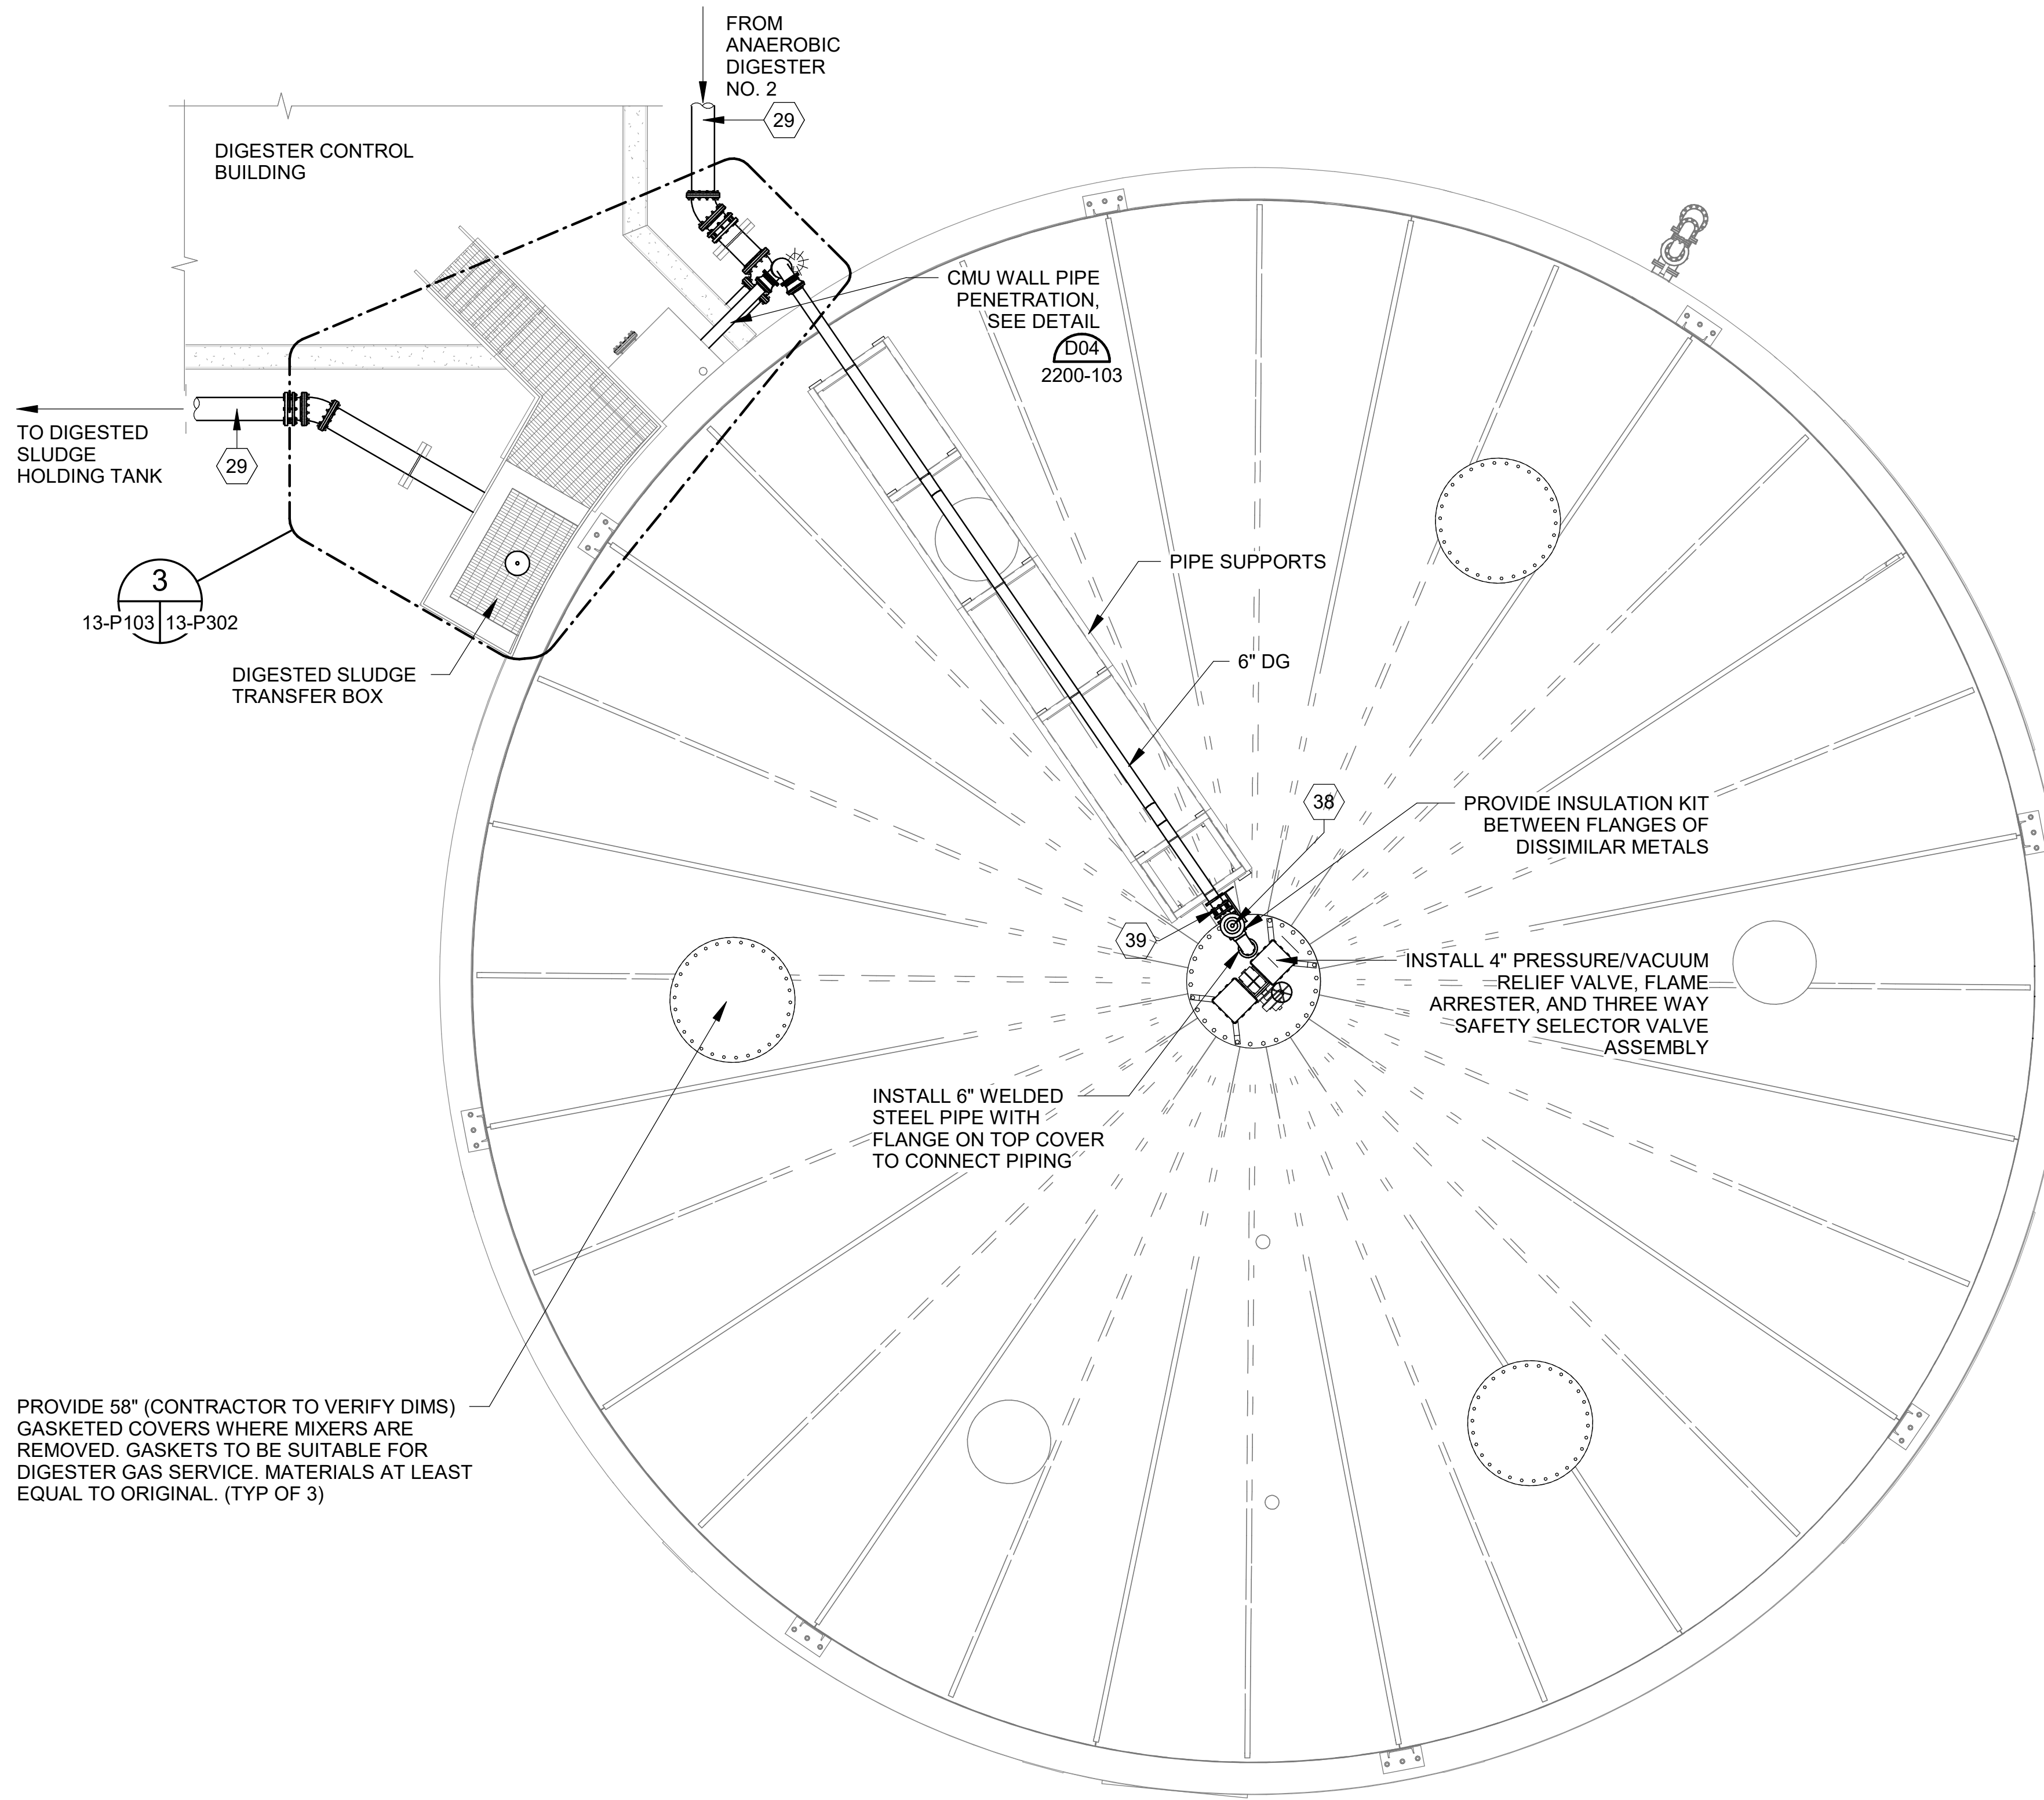 FROM
ANAEROBIC
DIGESTER
NO. 2
29
DIGESTER CONTROL
BUILDING
CMU WALL PIPE
PENETRATION,
SEE DETAIL
D04
2200-103
TO DIGESTED
SLUDGE
HOLDING TANK
29
3
13-P103 13-P302
DIGESTED SLUDGE
TRANSFER BOX
PIPE SUPPORTS
6" DG
38
PROVIDE INSULATION KIT
BETWEEN FLANGES OF
DISSIMILAR METALS
39
INSTALL 4" PRESSURE/VACUUM
RELIEF VALVE, FLAME
ARRESTER, AND THREE WAY
SAFETY SELECTOR VALVE
ASSEMBLY
INSTALL 6" WELDED
STEEL PIPE WITH
FLANGE ON TOP COVER
TO CONNECT PIPING
PROVIDE 58" (CONTRACTOR TO VERIFY DIMS)
GASKETED COVERS WHERE MIXERS ARE
REMOVED. GASKETS TO BE SUITABLE FOR
DIGESTER GAS SERVICE. MATERIALS AT LEAST
EQUAL TO ORIGINAL. (TYP OF 3)